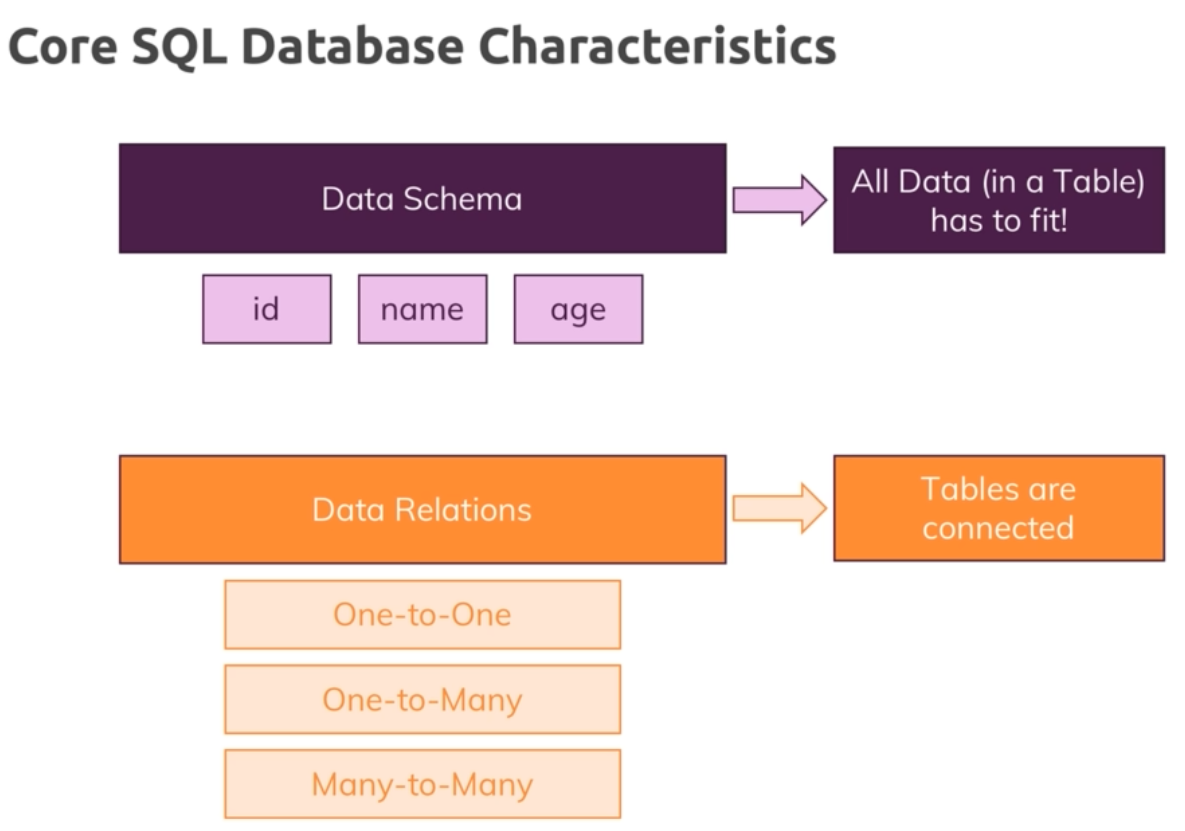 Core SQL Database Characteristics
Data Schema
All Data (in a Table)
has to fit!
id
name
age
Data Relations
Tables are
connected
One-to-One
One-to-Many
Many-to-Many